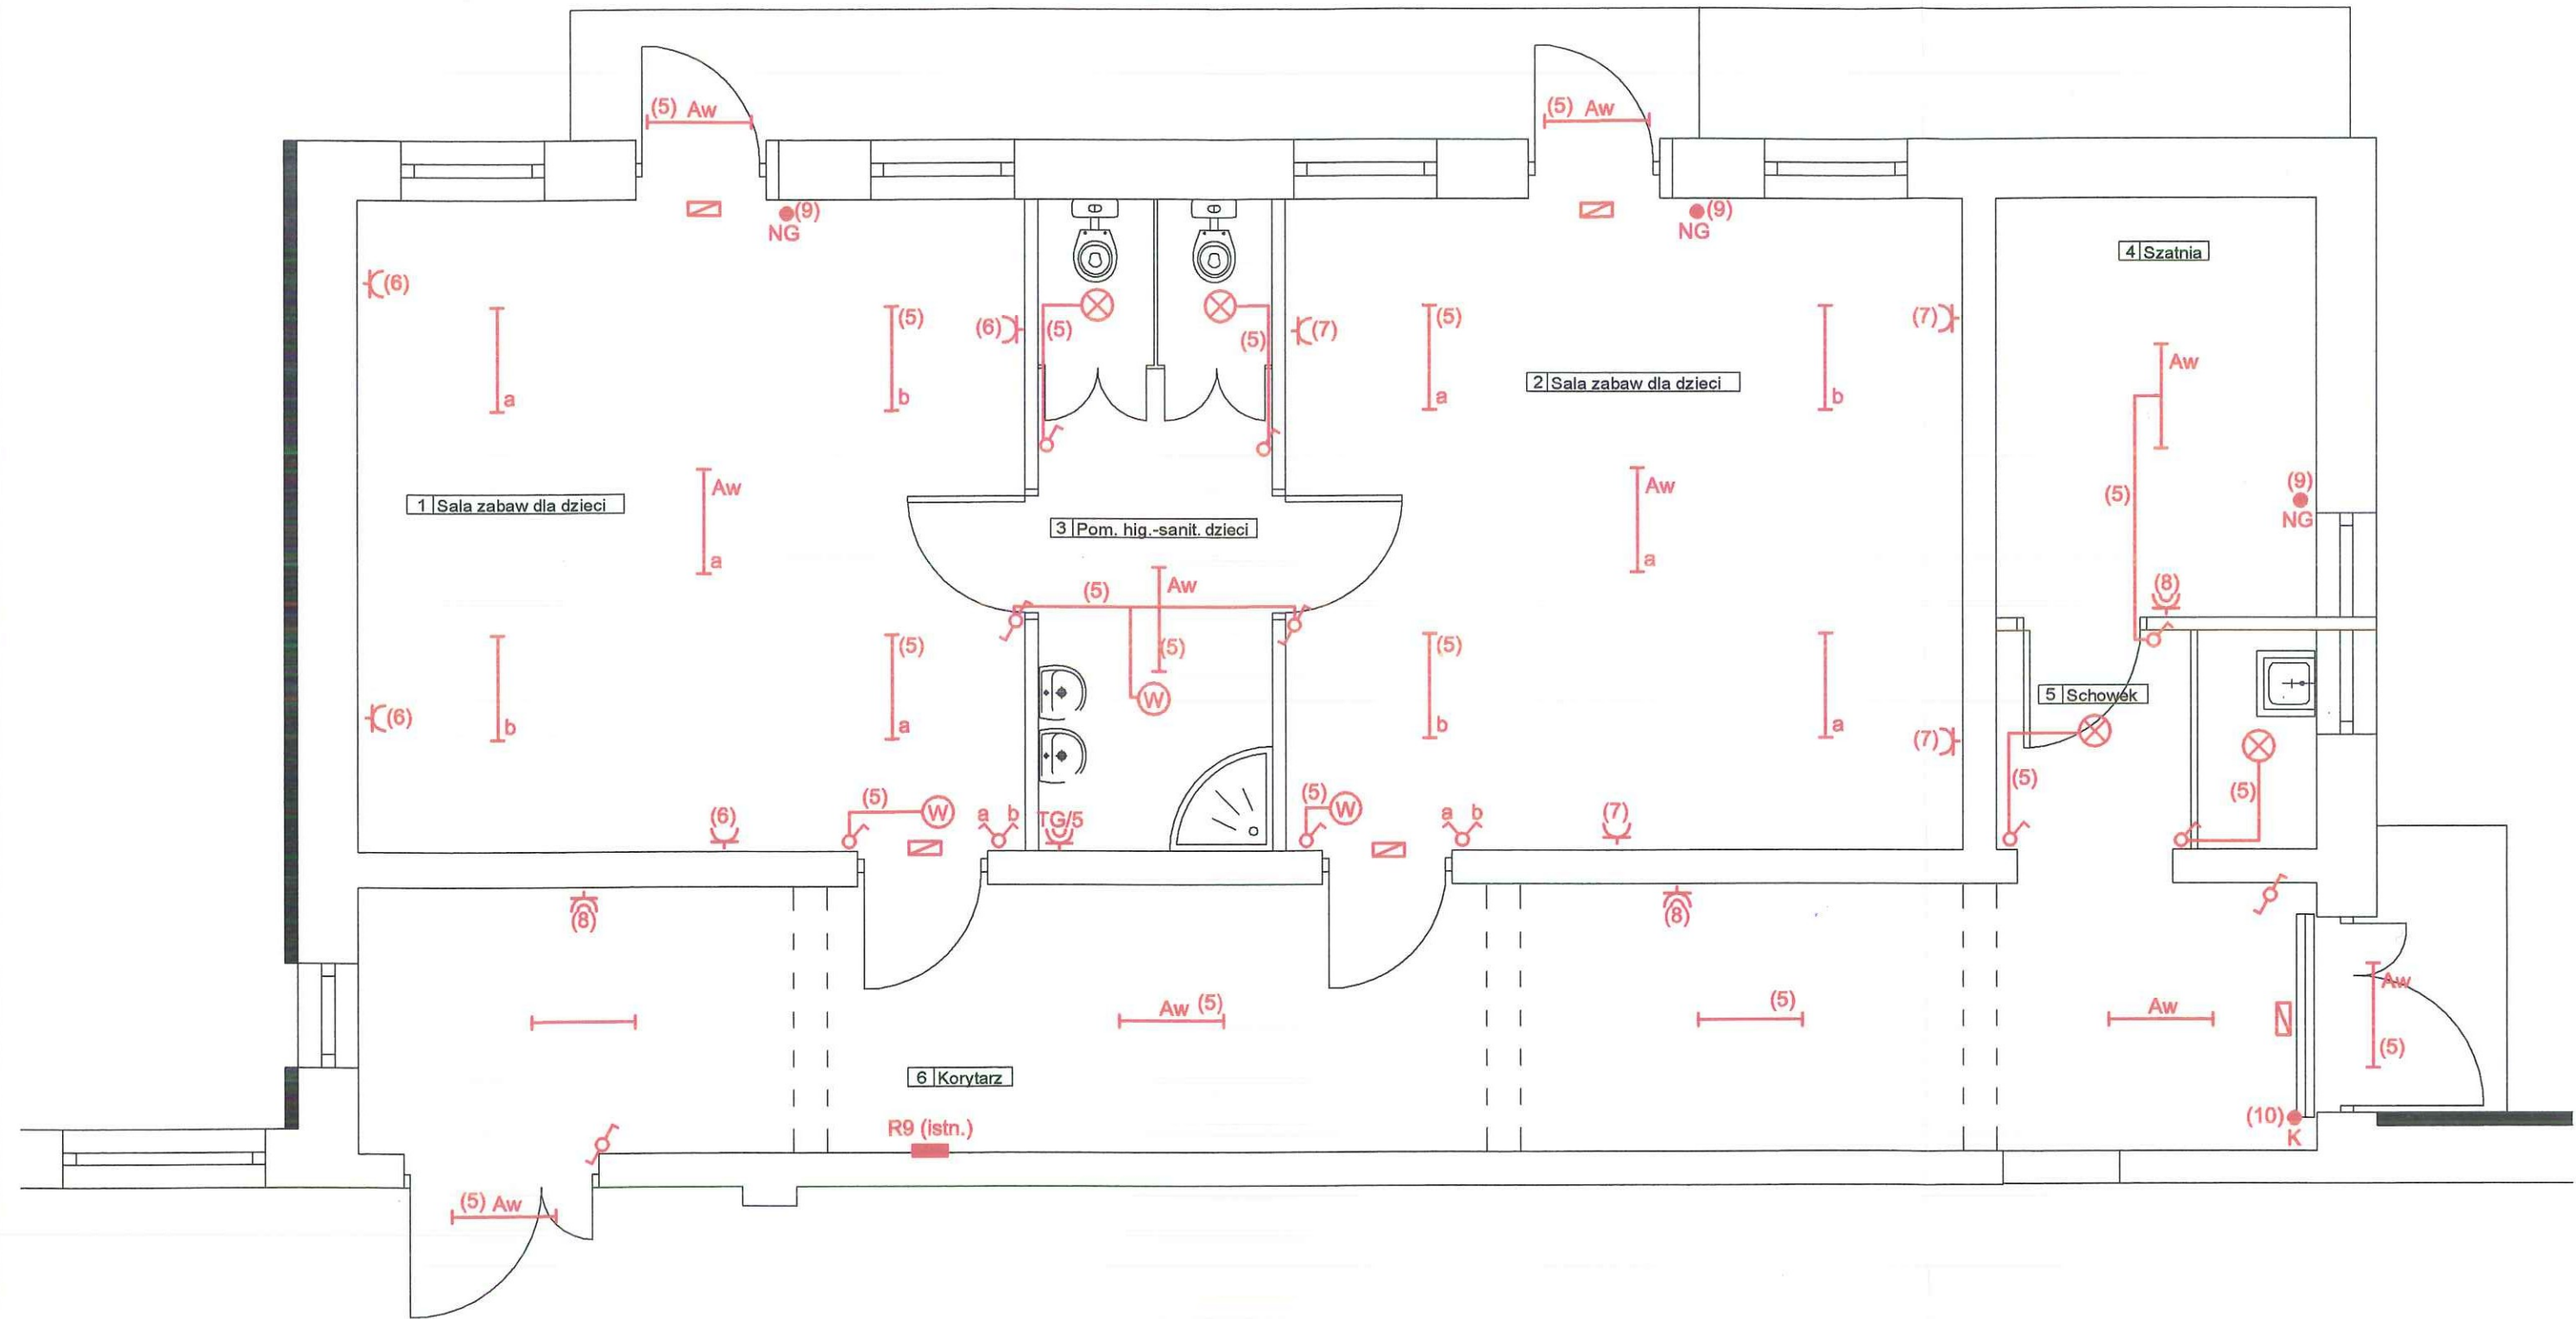 (5) Aw
(5) Aw
(9)
NG
(9)
NG
4 Szatnia
(6)
(5)
(6)
(5)
(5)
(7)
(5)
(7)
Aw
a
b
2 Sala zabaw dla dzieci
a
b
1 Sala zabaw dla dzieci
Aw
a
3 Pom. hig.-sanit. dzieci
Aw
a
(5)
(9)
NG
(5)
Aw
(8)
(5)
(5)
(5)
(6)
b
a
W
b
a
(7)
5 Schowek
(5)
(5)
(6)
(5)
W
a b
TG/5
(5)
W
a b
(7)
(8)
(8)
Aw (5)
(5)
Aw
Aw
(5)
6 Korytarz
R9 (istn.)
(10)
K
(5) Aw